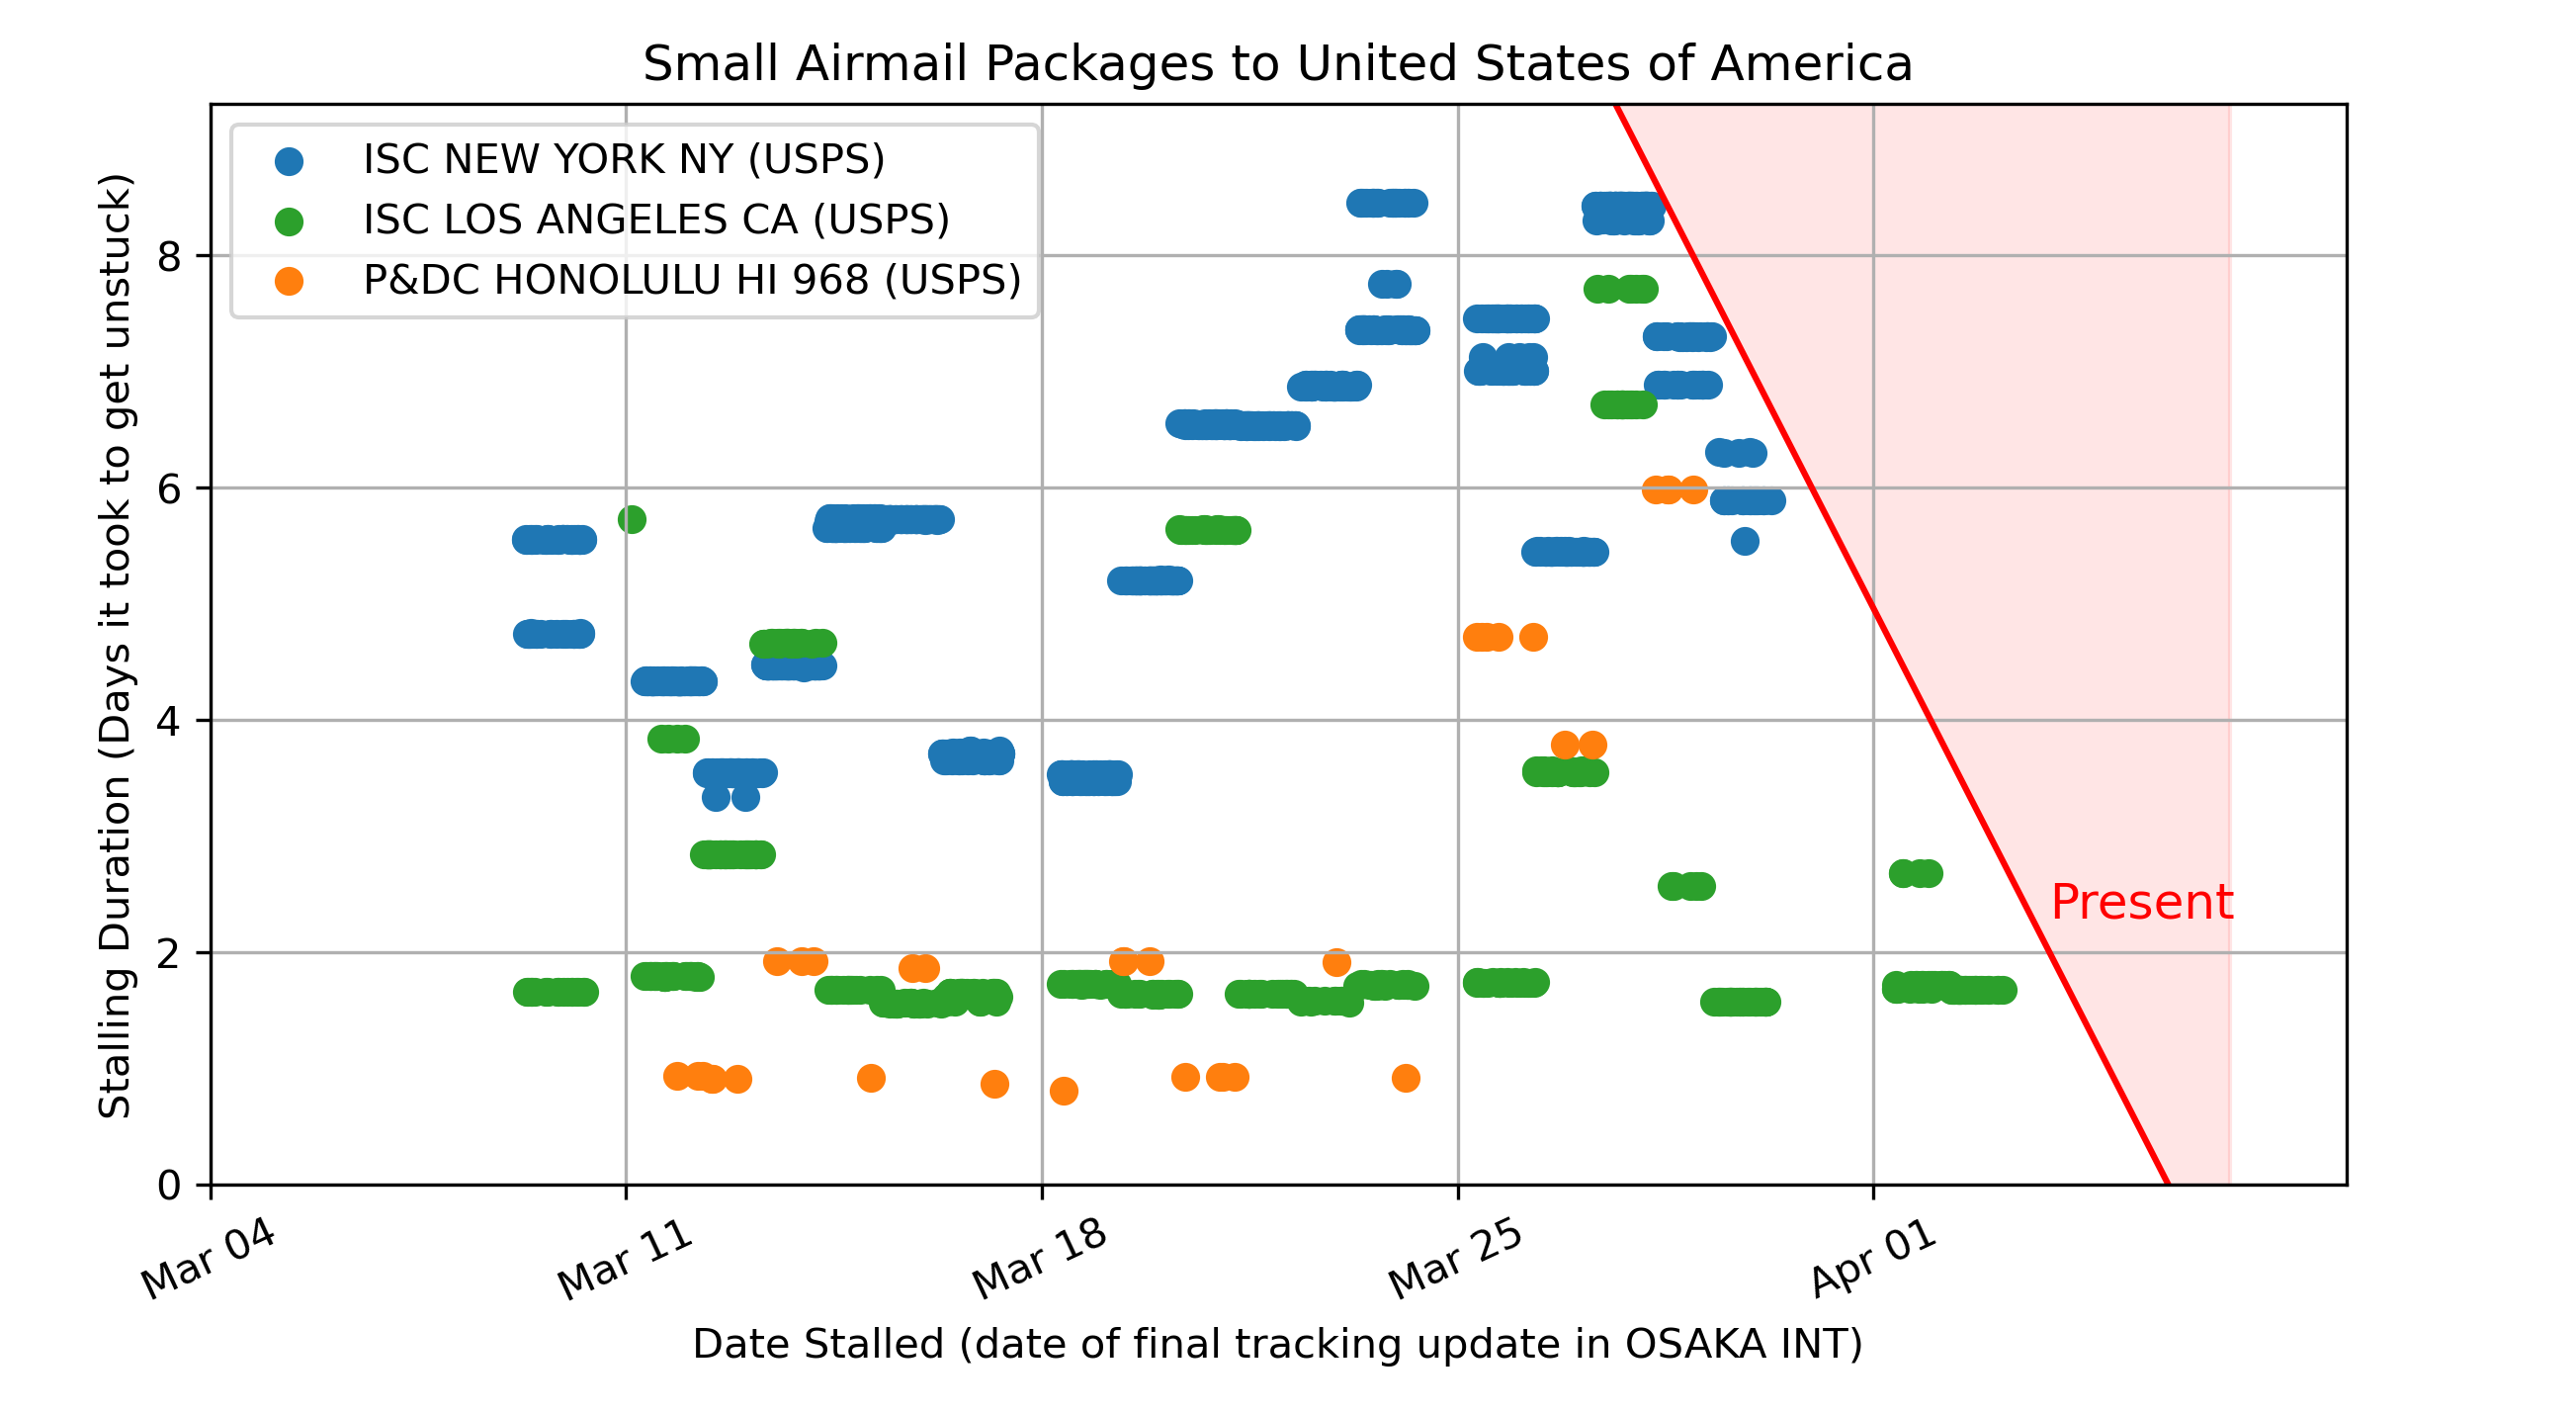 Small Airmail Packages to United States of America
ISC NEW YORK NY (USPS)
ISC LOS ANGELES CA (USPS)
P&DC HONOLULU HI 968 (USPS)
Stalling Duration (Days it took to get unstuck)
8
6
4
2
0
Present
Mar 04
Mar 11
Mar 18
Mar 25
Apr 01
Date Stalled (date of final tracking update in OSAKA INT)